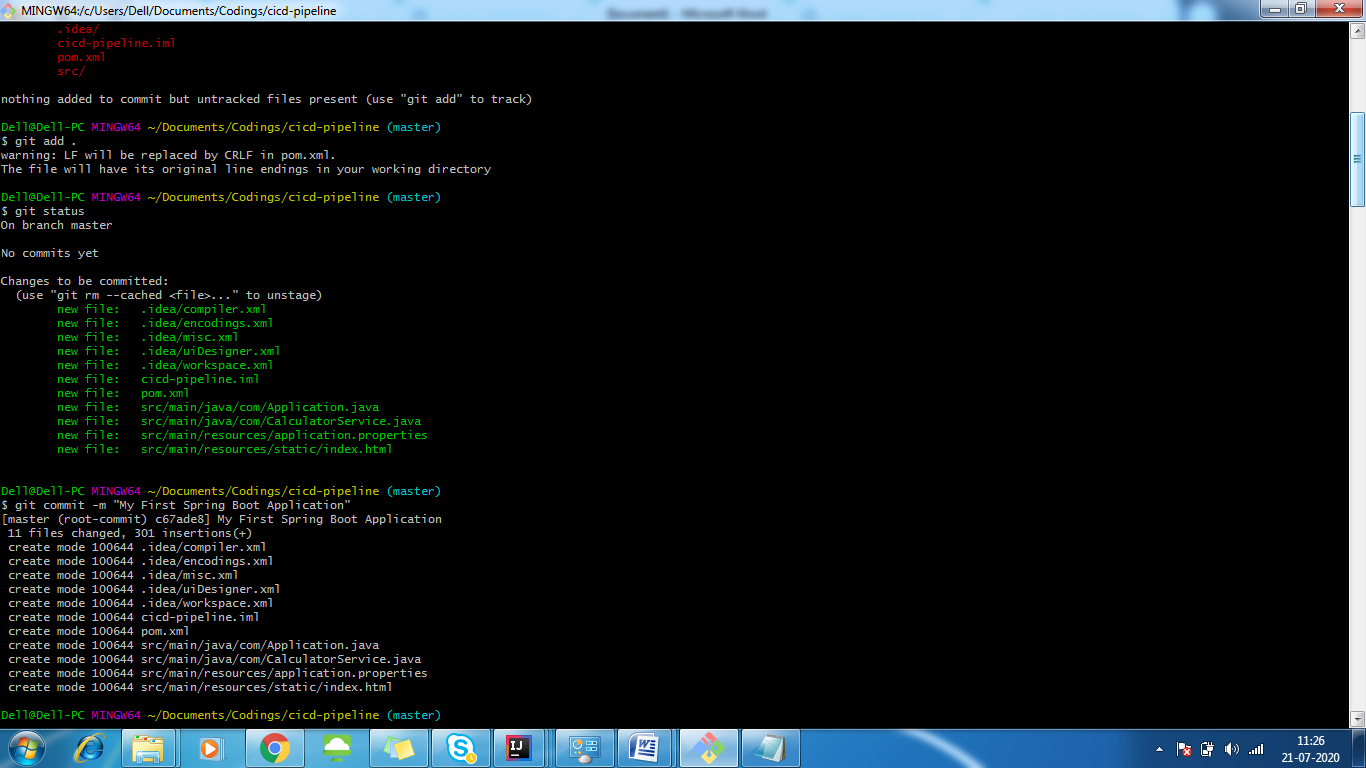 MINGW64:/c/Users/Dell/Documents/Codings/cicd-pipeline
.idea/
cicd-pipeline.iml
pom.xml
src/
nothing added to commit but untracked files present (use "git add" to track)
Dell@Dell-PC MINGW64 ~/Documents/Codings/cicd-pipeline (master)
$ git add .
warning: LF will be replaced by CRLF in pom.xml.
The file will have its original line endings in your working directory
Dell@Dell-PC MINGW64 ~/Documents/Codings/cicd-pipeline (master)
$ git status
On branch master
No commits yet
Changes to be committed:
(use "git rm --cached <file>..." to unstage)
new file:   .idea/compiler.xml
new file:   .idea/encodings.xml
new file:   .idea/misc.xml
new file:   .idea/uiDesigner.xml
new file:   .idea/workspace.xml
new file:   cicd-pipeline.iml
new file:   pom.xml
new file:   src/main/java/com/Application.java
new file:   src/main/java/com/CalculatorService.java
new file:   src/main/resources/application.properties
new file:   src/main/resources/static/index.html
Dell@Dell-PC MINGW64 ~/Documents/Codings/cicd-pipeline (master)
$ git commit -m "My First Spring Boot Application"
[master (root-commit) c67ade8] My First Spring Boot Application
11 files changed, 301 insertions(+)
create mode 100644 .idea/compiler.xml
create mode 100644 .idea/encodings.xml
create mode 100644 .idea/misc.xml
create mode 100644 .idea/uiDesigner.xml
create mode 100644 .idea/workspace.xml
create mode 100644 cicd-pipeline.iml
create mode 100644 pom.xml
create mode 100644 src/main/java/com/Application.java
create mode 100644 src/main/java/com/CalculatorService.java
create mode 100644 src/main/resources/application.properties
create mode 100644 src/main/resources/static/index.html
Dell@Dell-PC MINGW64 ~/Documents/Codings/cicd-pipeline (master)
11:26
21-07-2020